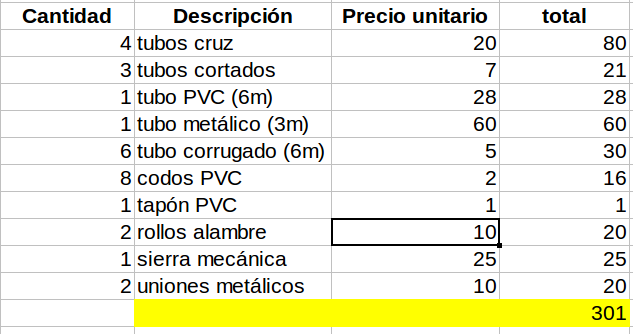 Cantidad Descripción Precio unitario total
4 tubos cruz 20 80
3 tubos cortados 7 21
1 tubo PVC (6m) 28 28
1 tubo metálico (3m) 60 60
6 tubo corrugado (6m) 5 30
8 codos PVC 2 16
1 tapón PVC 1 1
2 rollos alambre 10 20
1 sierra mecánica 25 25
2 uniones metálicos 10 20
301